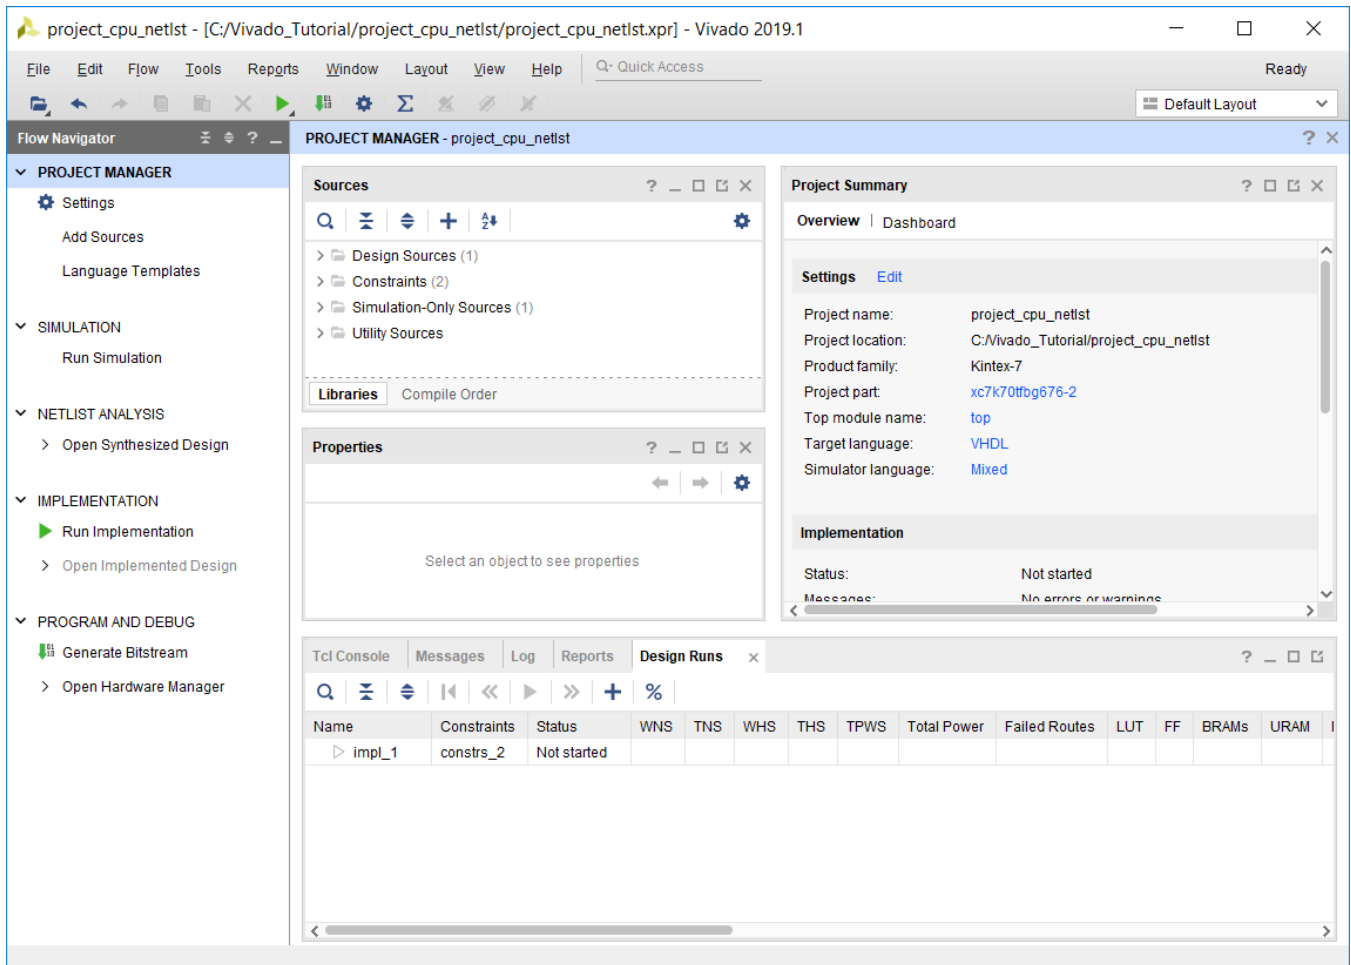 project_cpu_netlst - [C:/Vivado_Tutorial/project_cpu_netlst/project_cpu_netlst.xpr] - Vivado 2019.1
File Edit Flow Tools Reports Window Layout View Help Quick Access Ready
Default Layout
Flow Navigator
PROJECT MANAGER
Settings
Add Sources
Language Templates
SIMULATION
Run Simulation
NETLIST ANALYSIS
Open Synthesized Design
IMPLEMENTATION
Run Implementation
Open Implemented Design
PROGRAM AND DEBUG
Generate Bitstream
Open Hardware Manager
PROJECT MANAGER - project_cpu_netlst
Sources
Design Sources (1)
Constraints (2)
Simulation-Only Sources (1)
Utility Sources
Libraries Compile Order
Properties
Select an object to see properties
Project Summary
Overview | Dashboard
Settings Edit
Project name: project_cpu_netlst
Project location: C:/Vivado_Tutorial/project_cpu_netlst
Product family: Kintex-7
Project part: xc7k70tfbg676-2
Top module name: top
Target language: VHDL
Simulator language: Mixed
Implementation
Status: Not started
Messages: No errors or warnings
Tcl Console Messages Log Reports Design Runs
Name Constraints Status WNS TNS WHS THS TPWS Total Power Failed Routes LUT FF BRAMs URAM
impl_1 constrs_2 Not started